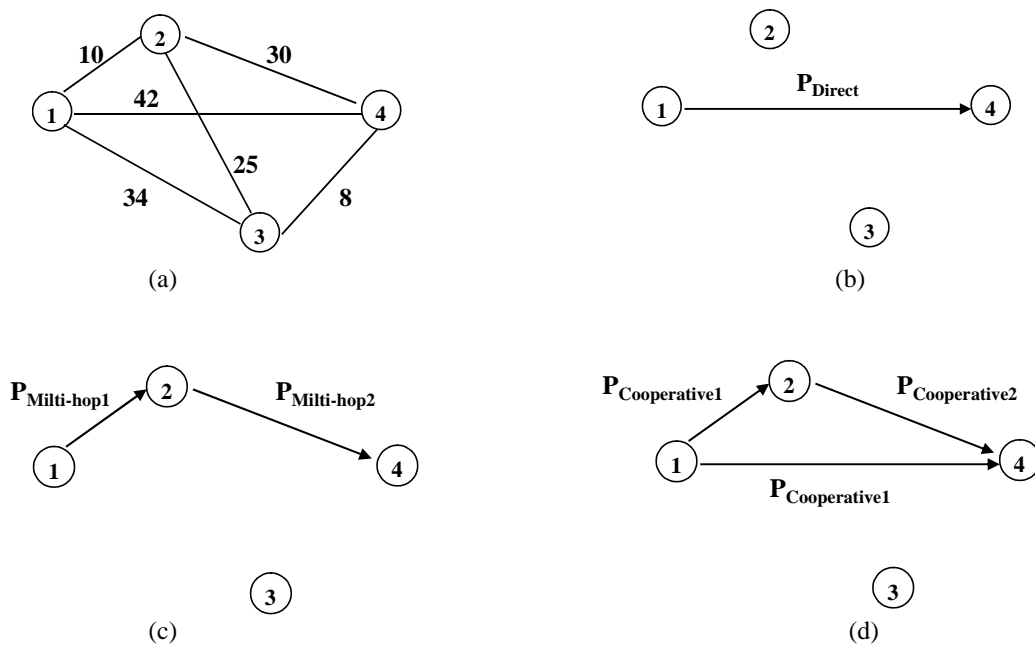 2
10
30
1
42
4
25
34
8
3
(a)
2
P_Direct
1
4
3
(b)
P_Milti-hop1
2
P_Milti-hop2
1
4
3
(c)
P_Cooperative1
2
P_Cooperative2
1
4
P_Cooperative1
3
(d)